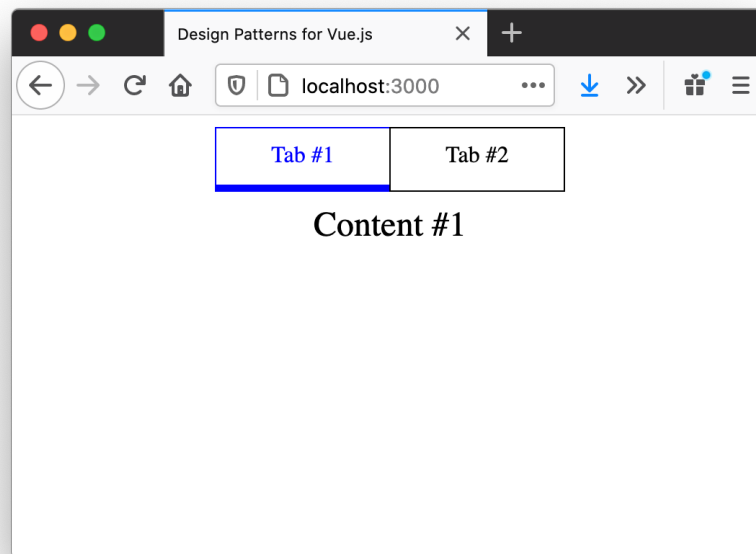 Design Patterns for Vue.js
localhost:3000
Tab #1 Tab #2
Content #1